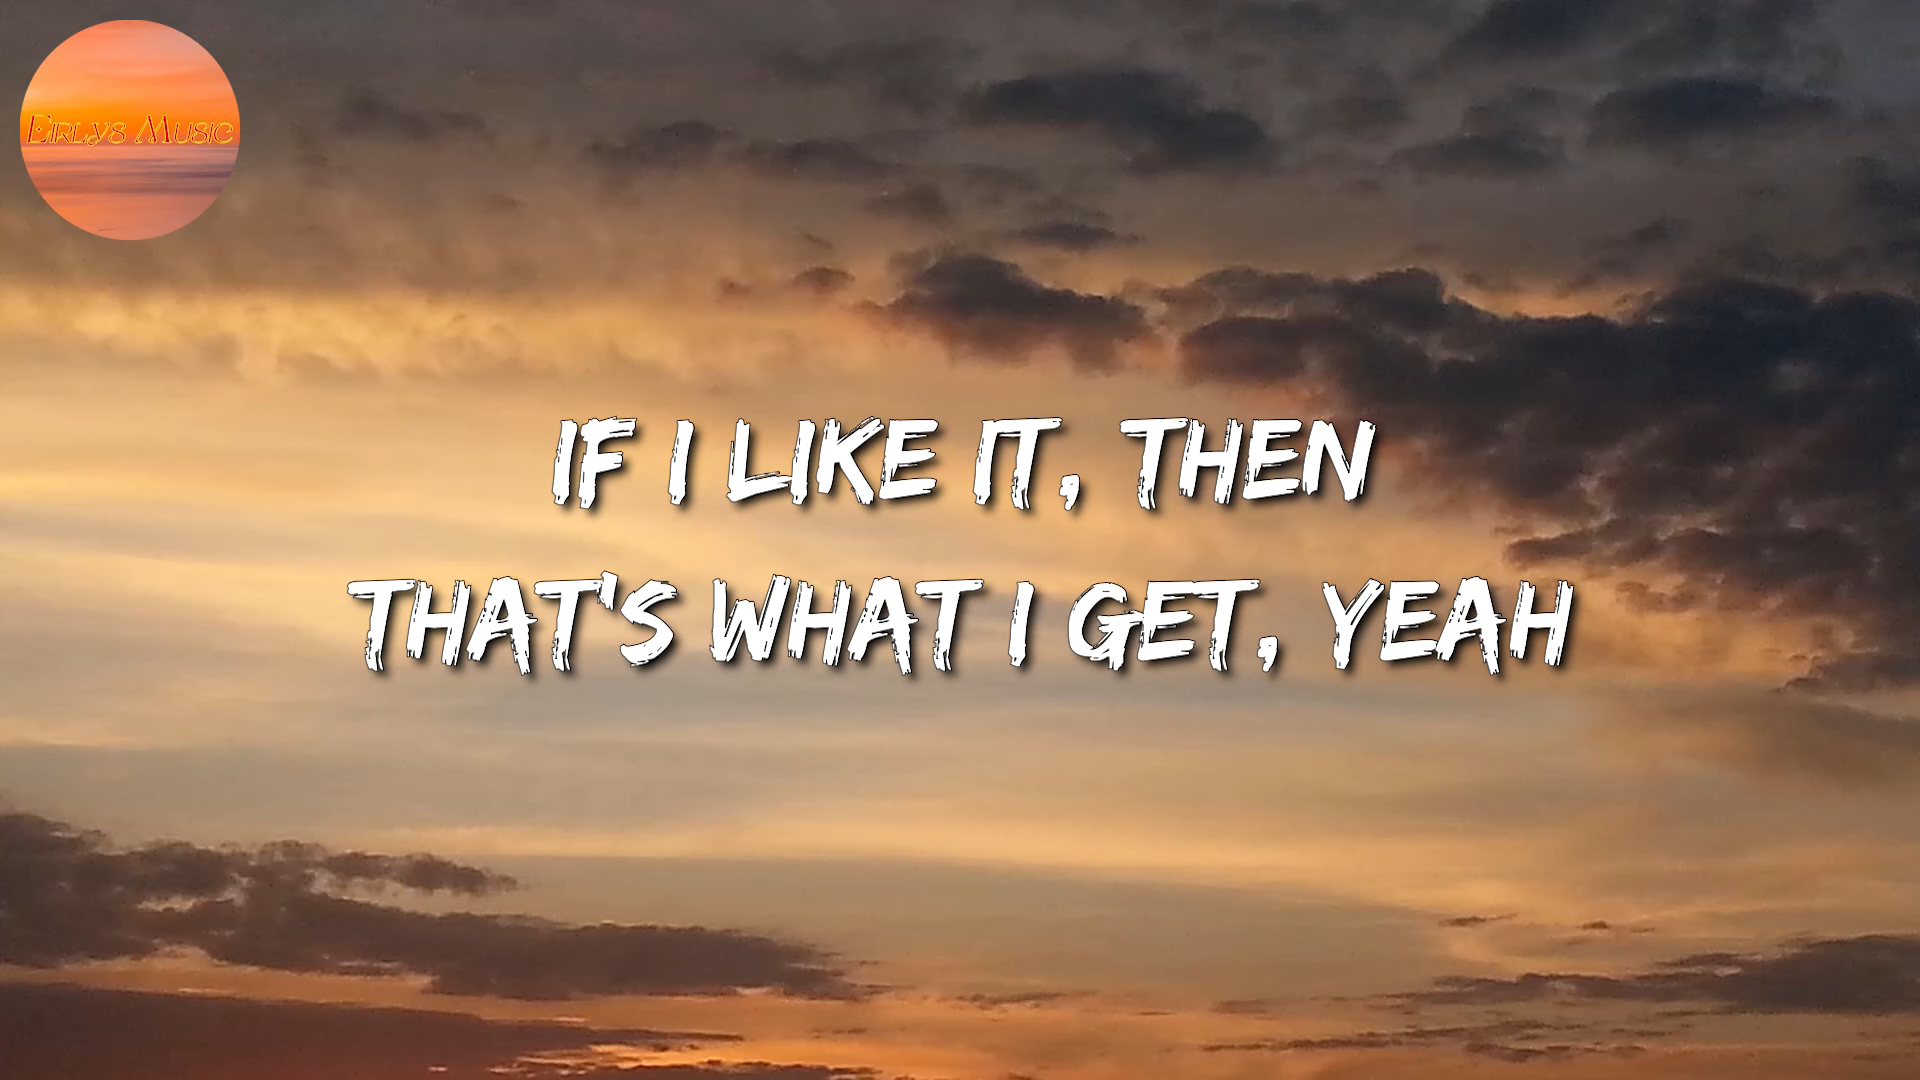 Eirlys Music
IF I LIKE IT, THEN
THAT'S WHAT I GET, YEAH